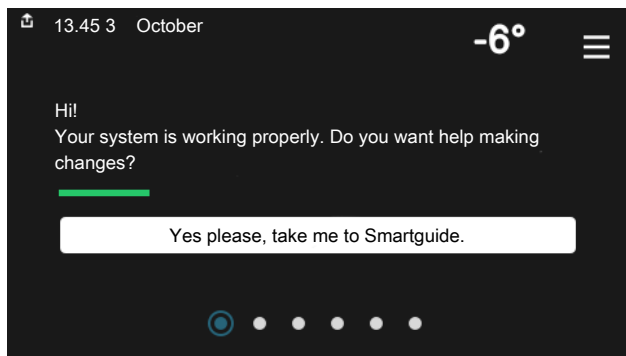 13.45 3 October
-6°
Hi!
Your system is working properly. Do you want help making
changes?
Yes please, take me to Smartguide.